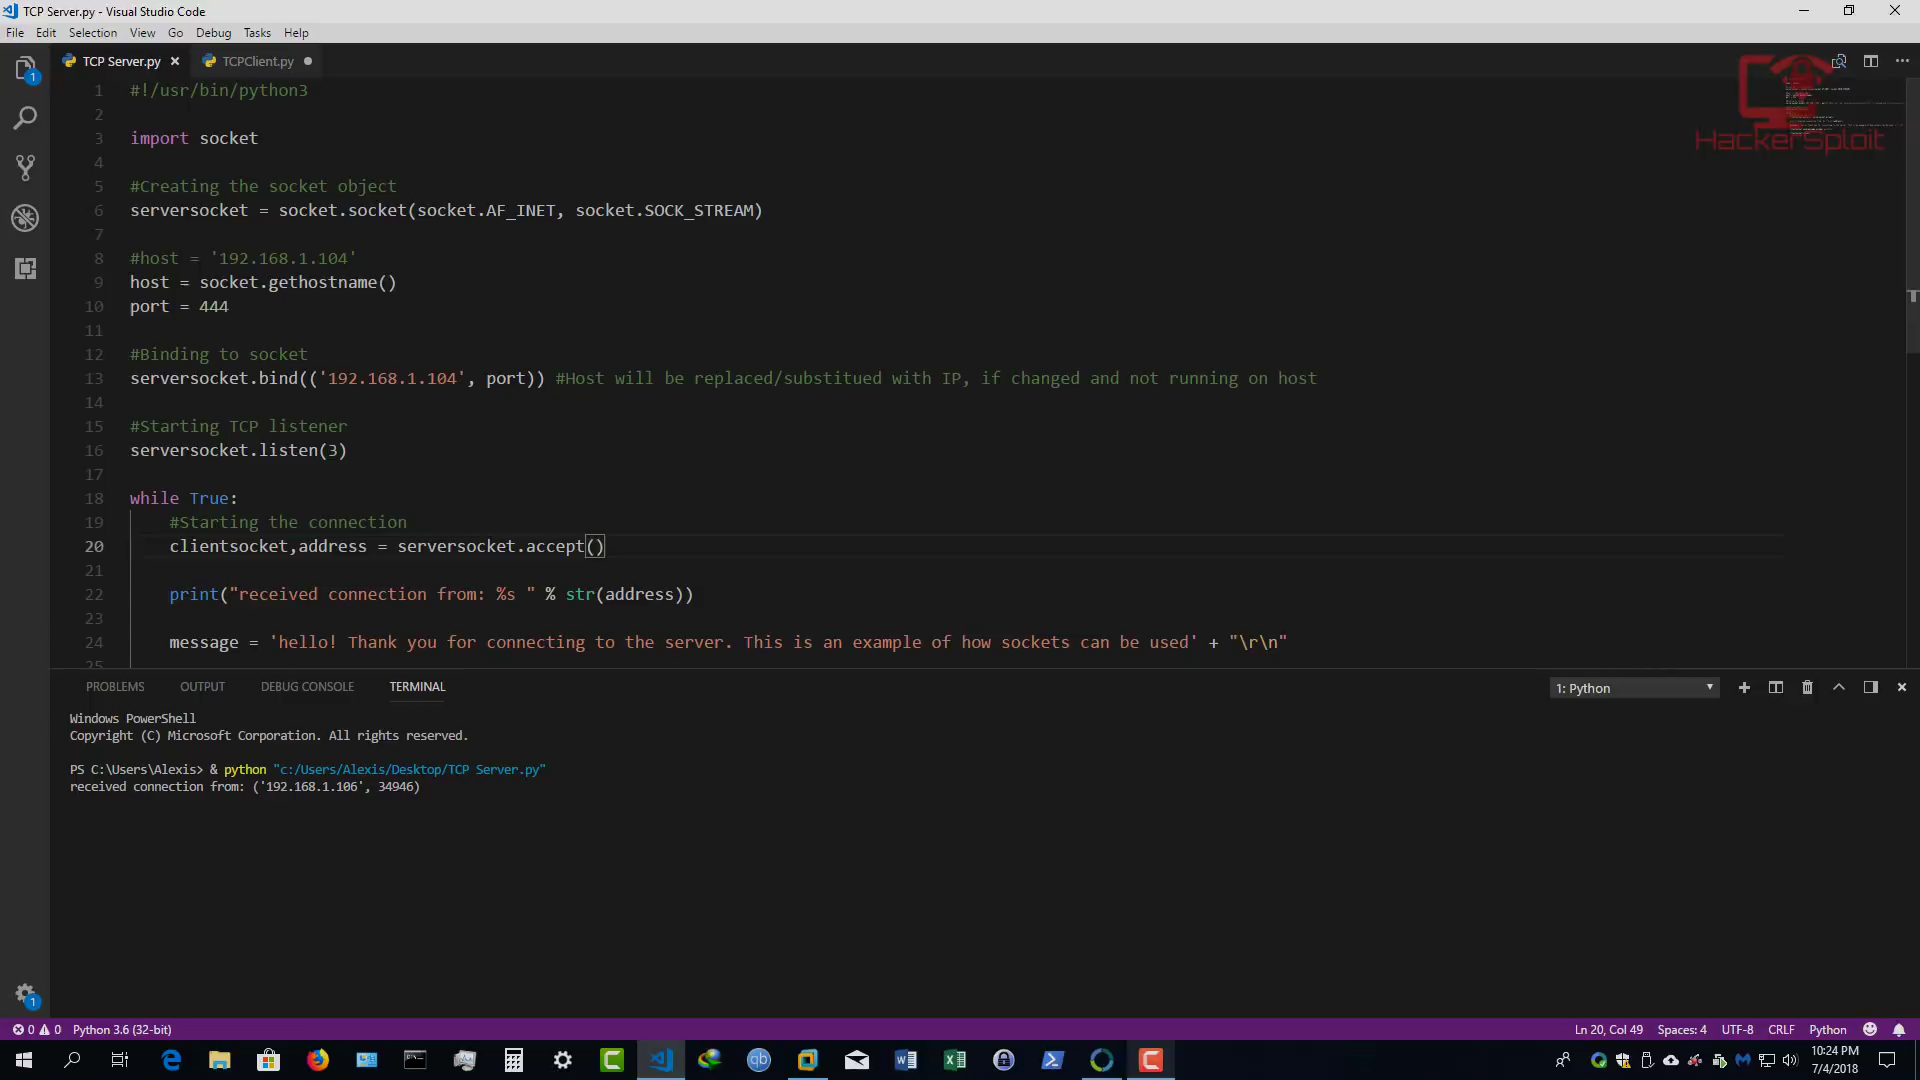 TCP Server.py - Visual Studio Code
File Edit Selection View Go Debug Tasks Help
TCP Server.py TCPClient.py
HackerSploit
1 #!/usr/bin/python3
2
3 import socket
4
5 #Creating the socket object
6 serversocket = socket.socket(socket.AF_INET, socket.SOCK_STREAM)
7
8 #host = '192.168.1.104'
9 host = socket.gethostname()
10 port = 444
11
12 #Binding to socket
13 serversocket.bind(('192.168.1.104', port)) #Host will be replaced/substitued with IP, if changed and not running on host
14
15 #Starting TCP listener
16 serversocket.listen(3)
17
18 while True:
19 #Starting the connection
20 clientsocket,address = serversocket.accept()
21
22 print("received connection from: %s " % str(address))
23
24 message = 'hello! Thank you for connecting to the server. This is an example of how sockets can be used' + "\r\n"
25
PROBLEMS OUTPUT DEBUG CONSOLE TERMINAL 1: Python
Windows PowerShell
Copyright (C) Microsoft Corporation. All rights reserved.
PS C:\Users\Alexis> & python "c:/Users/Alexis/Desktop/TCP Server.py"
received connection from: ('192.168.1.106', 34946)
0 0 Python 3.6 (32-bit) Ln 20, Col 49 Spaces: 4 UTF-8 CRLF Python
10:24 PM
7/4/2018